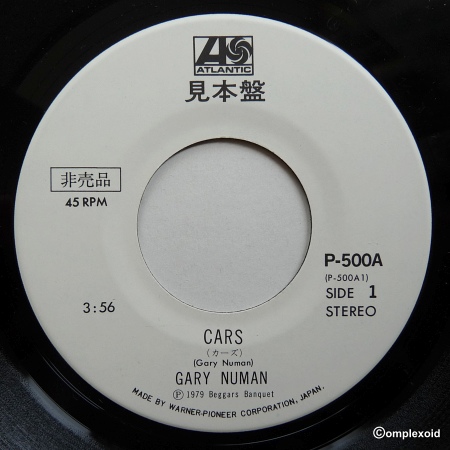 ATLANTIC
見本盤
非売品
45 RPM
P-500A
(P-500A1)
SIDE 1
3:56
STEREO
CARS
(カーズ)
(Gary Numan)
GARY NUMAN
Ⓟ 1979 Beggars Banquet
MADE BY WARNER-PIONEER CORPORATION, JAPAN.
©omplexoid